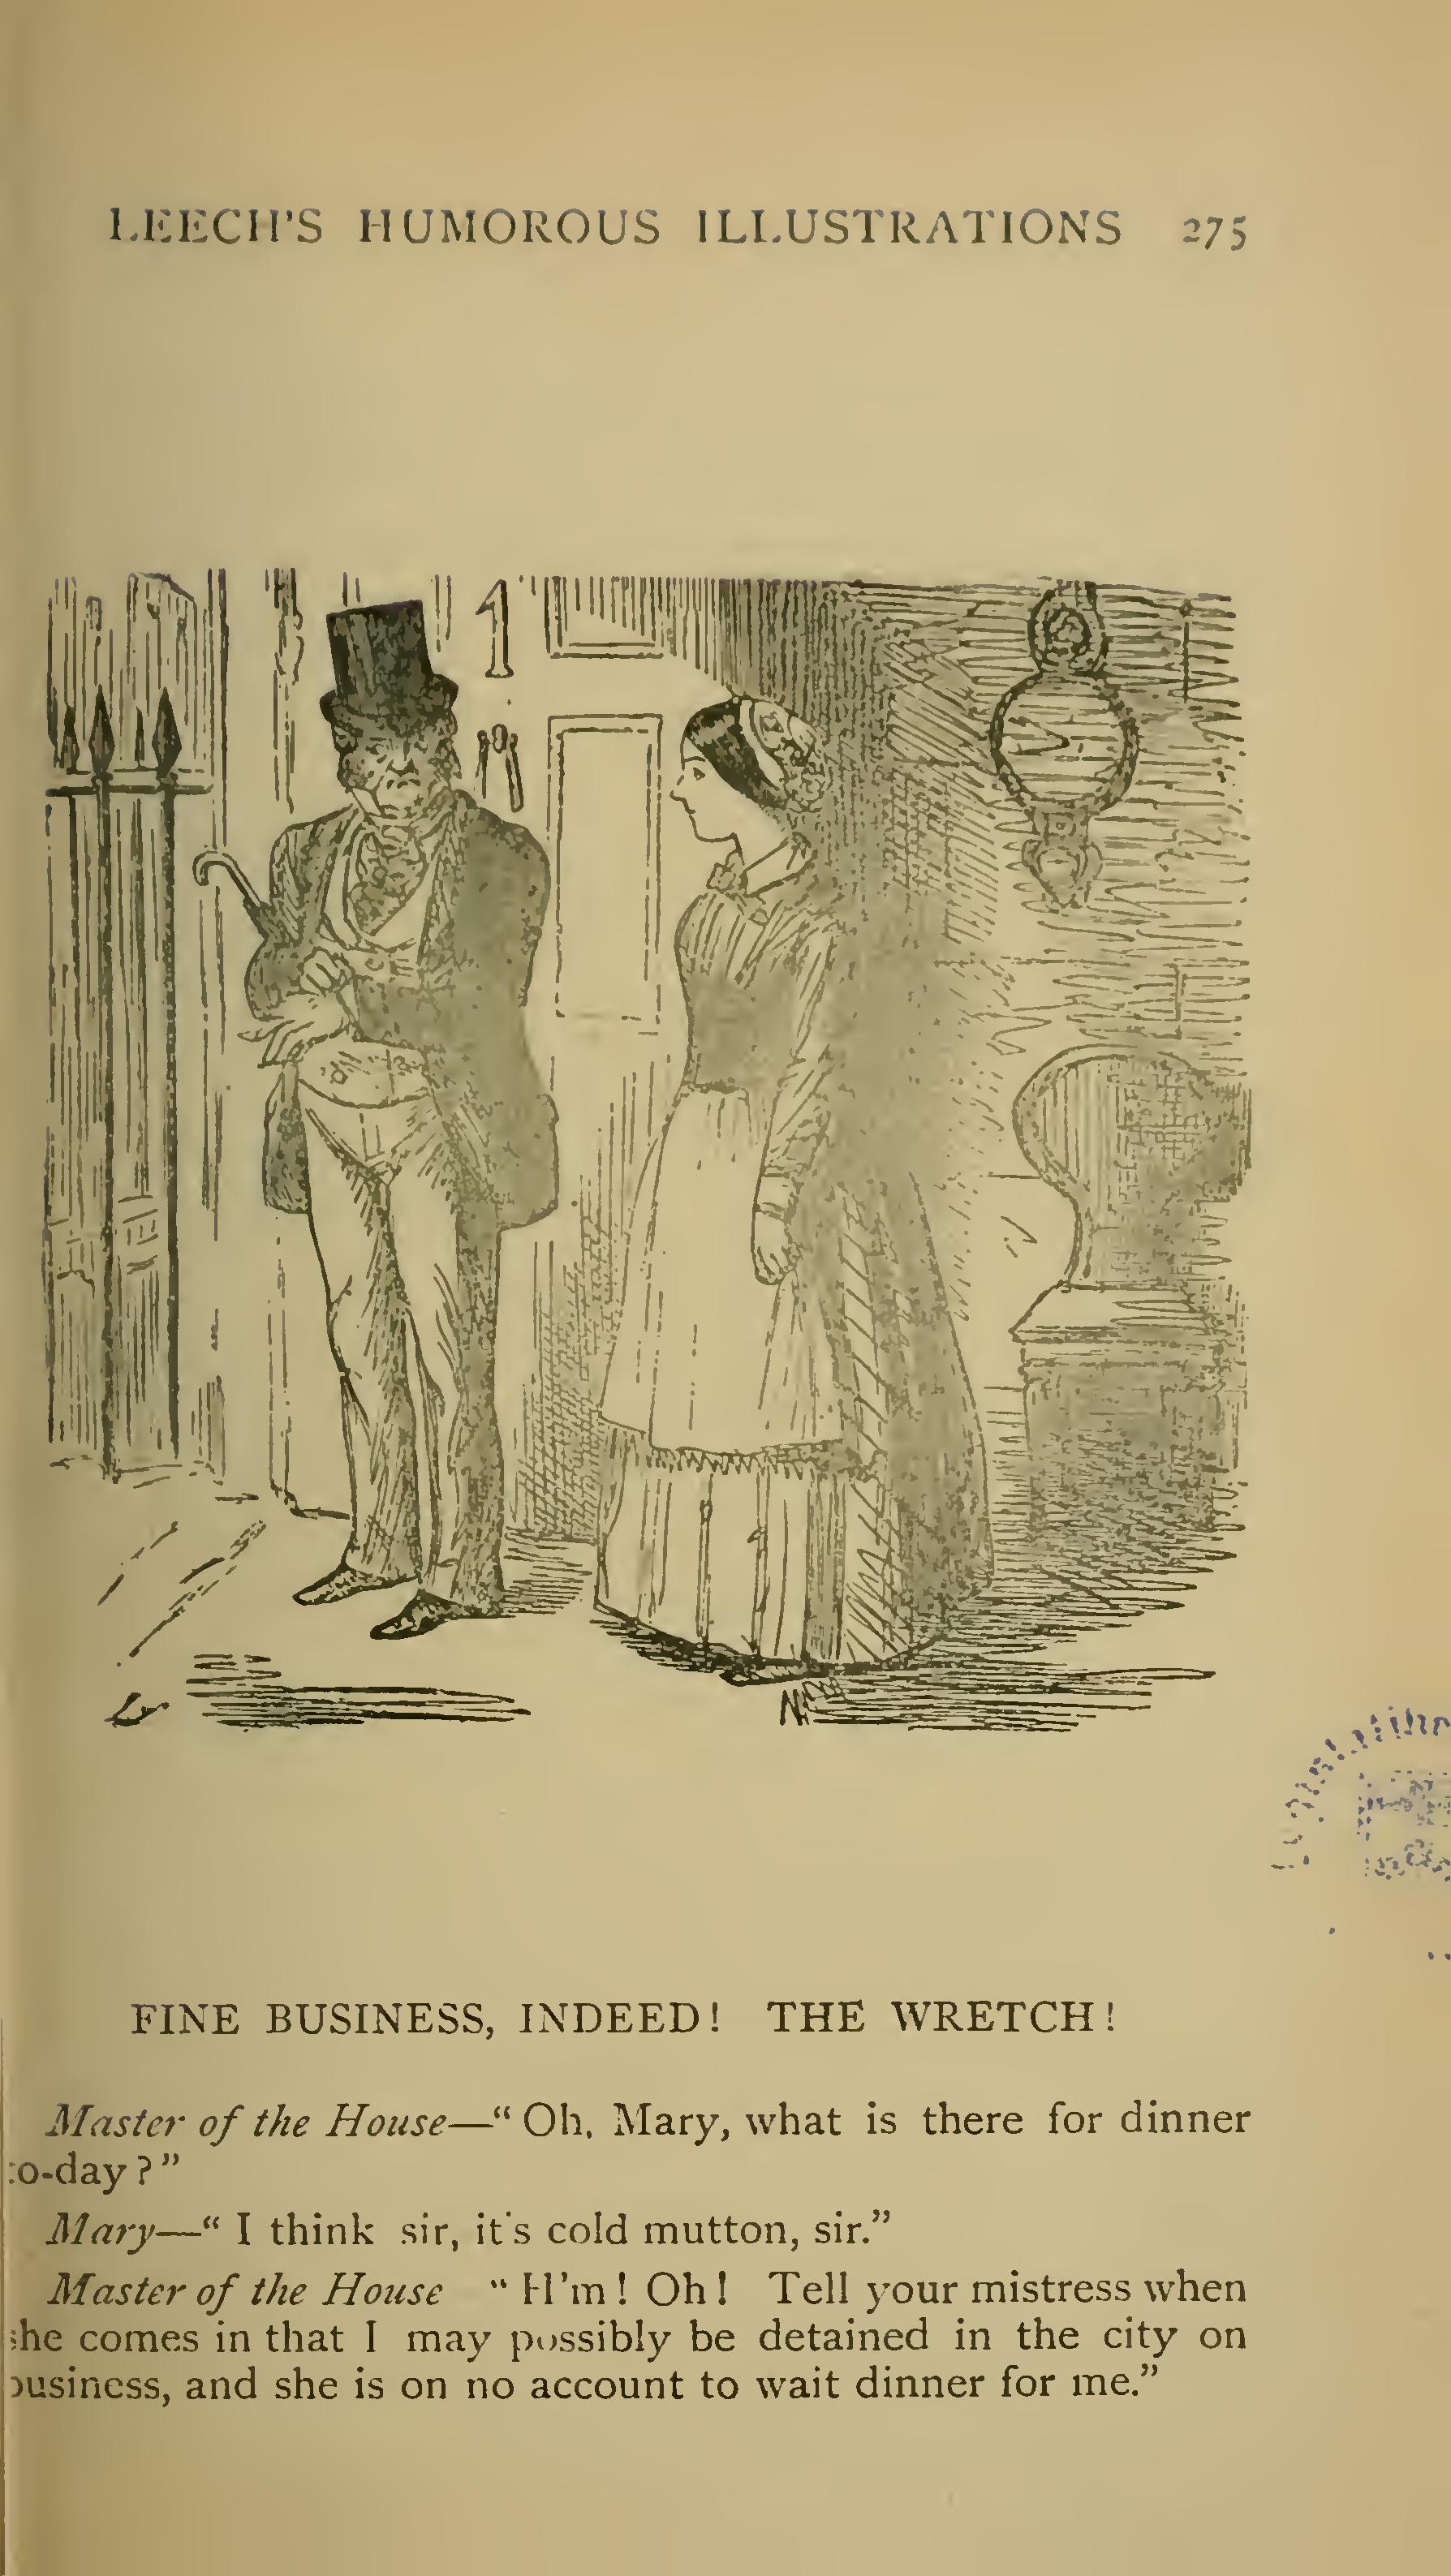 LEECH'S HUMOROUS ILLUSTRATIONS 275
1
FINE BUSINESS, INDEED! THE WRETCH!
Master of the House—“Oh, Mary, what is there for dinner
to-day?”
Mary—“I think sir, it's cold mutton, sir.”
Master of the House “H'm! Oh! Tell your mistress when
she comes in that I may possibly be detained in the city on
business, and she is on no account to wait dinner for me.”